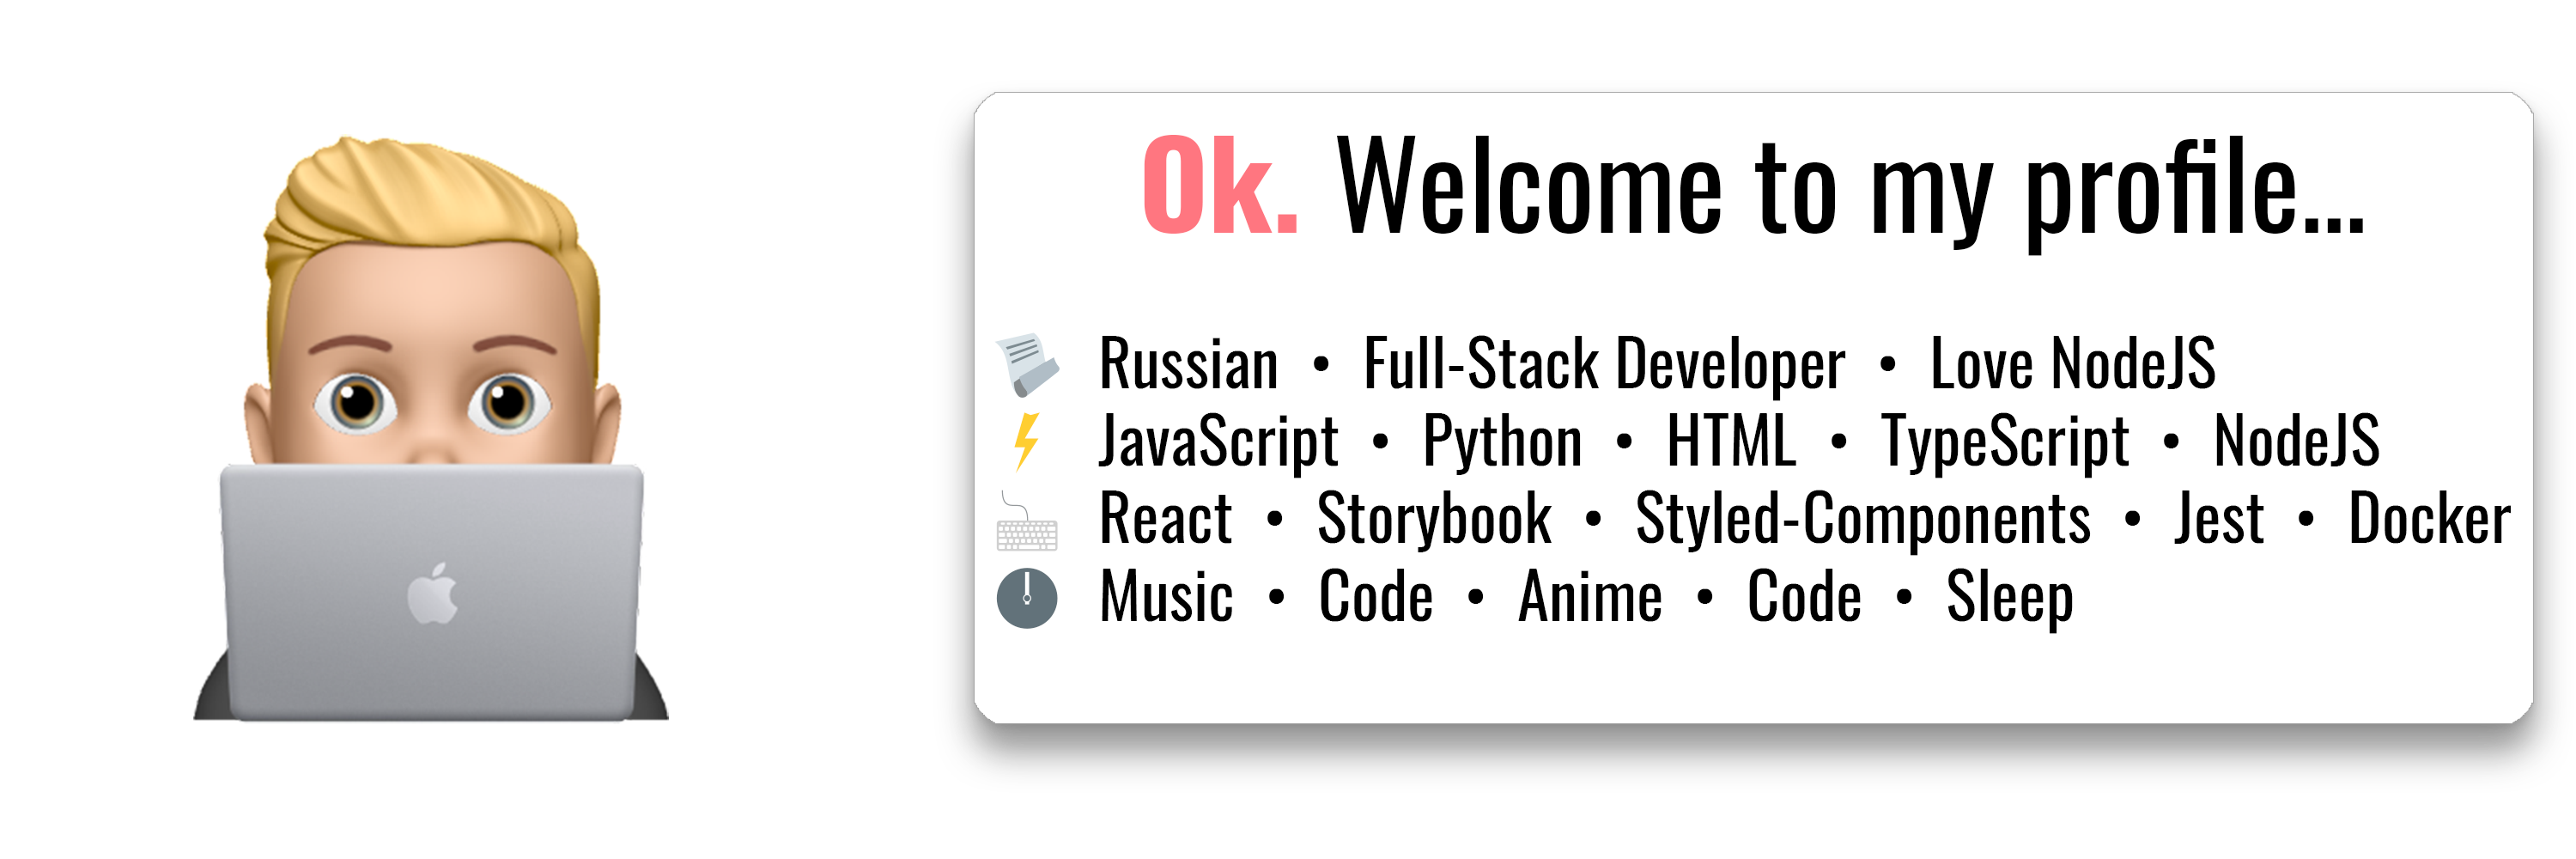 Ok. Welcome to my profile...
Russian • Full-Stack Developer • Love NodeJS
JavaScript • Python • HTML • TypeScript • NodeJS
React • Storybook • Styled-Components • Jest • Docker
Music • Code • Anime • Code • Sleep